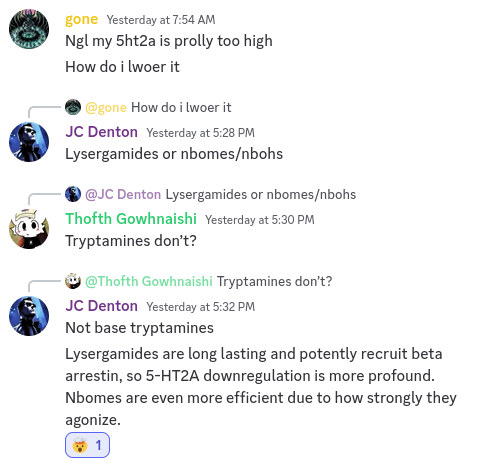 gone Yesterday at 7:54 AM
Ngl my 5ht2a is prolly too high
How do i lwoer it
@gone How do i lwoer it
JC Denton Yesterday at 5:28 PM
Lysergamides or nbomes/nbohs
@JC Denton Lysergamides or nbomes/nbohs
Thofth Gowhnaishi Yesterday at 5:30 PM
Tryptamines don’t?
@Thofth Gowhnaishi Tryptamines don’t?
JC Denton Yesterday at 5:32 PM
Not base tryptamines
Lysergamides are long lasting and potently recruit beta
arrestin, so 5-HT2A downregulation is more profound.
Nbomes are even more efficient due to how strongly they
agonize.
🤯 1